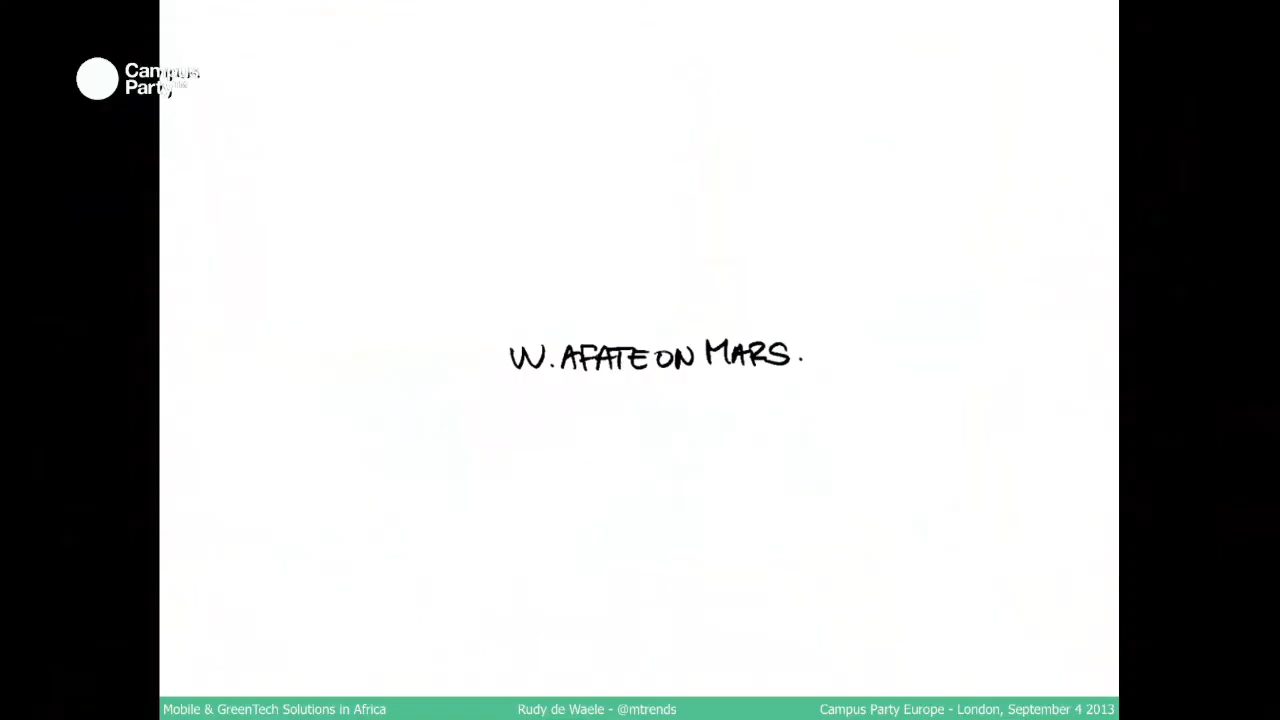 Campus
Party™
W. AFATE ON MARS.
Mobile & GreenTech Solutions in Africa
Rudy de Waele - @mtrends
Campus Party Europe - London, September 4 2013